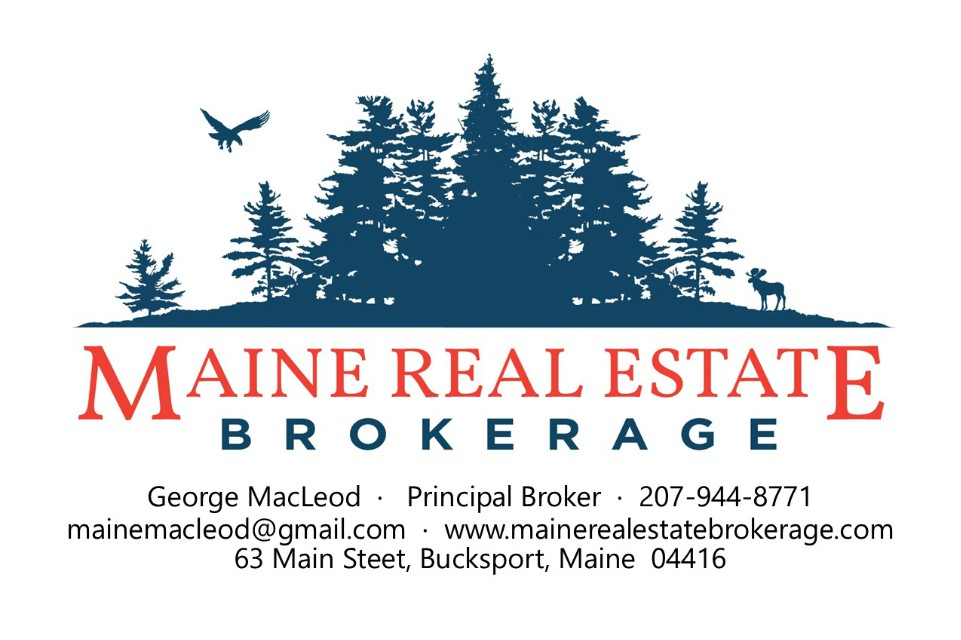 MAINE REAL ESTATE
BROKERAGE
George MacLeod · Principal Broker · 207-944-8771
mainemacleod@gmail.com · www.mainerealestatebrokerage.com
63 Main Steet, Bucksport, Maine 04416